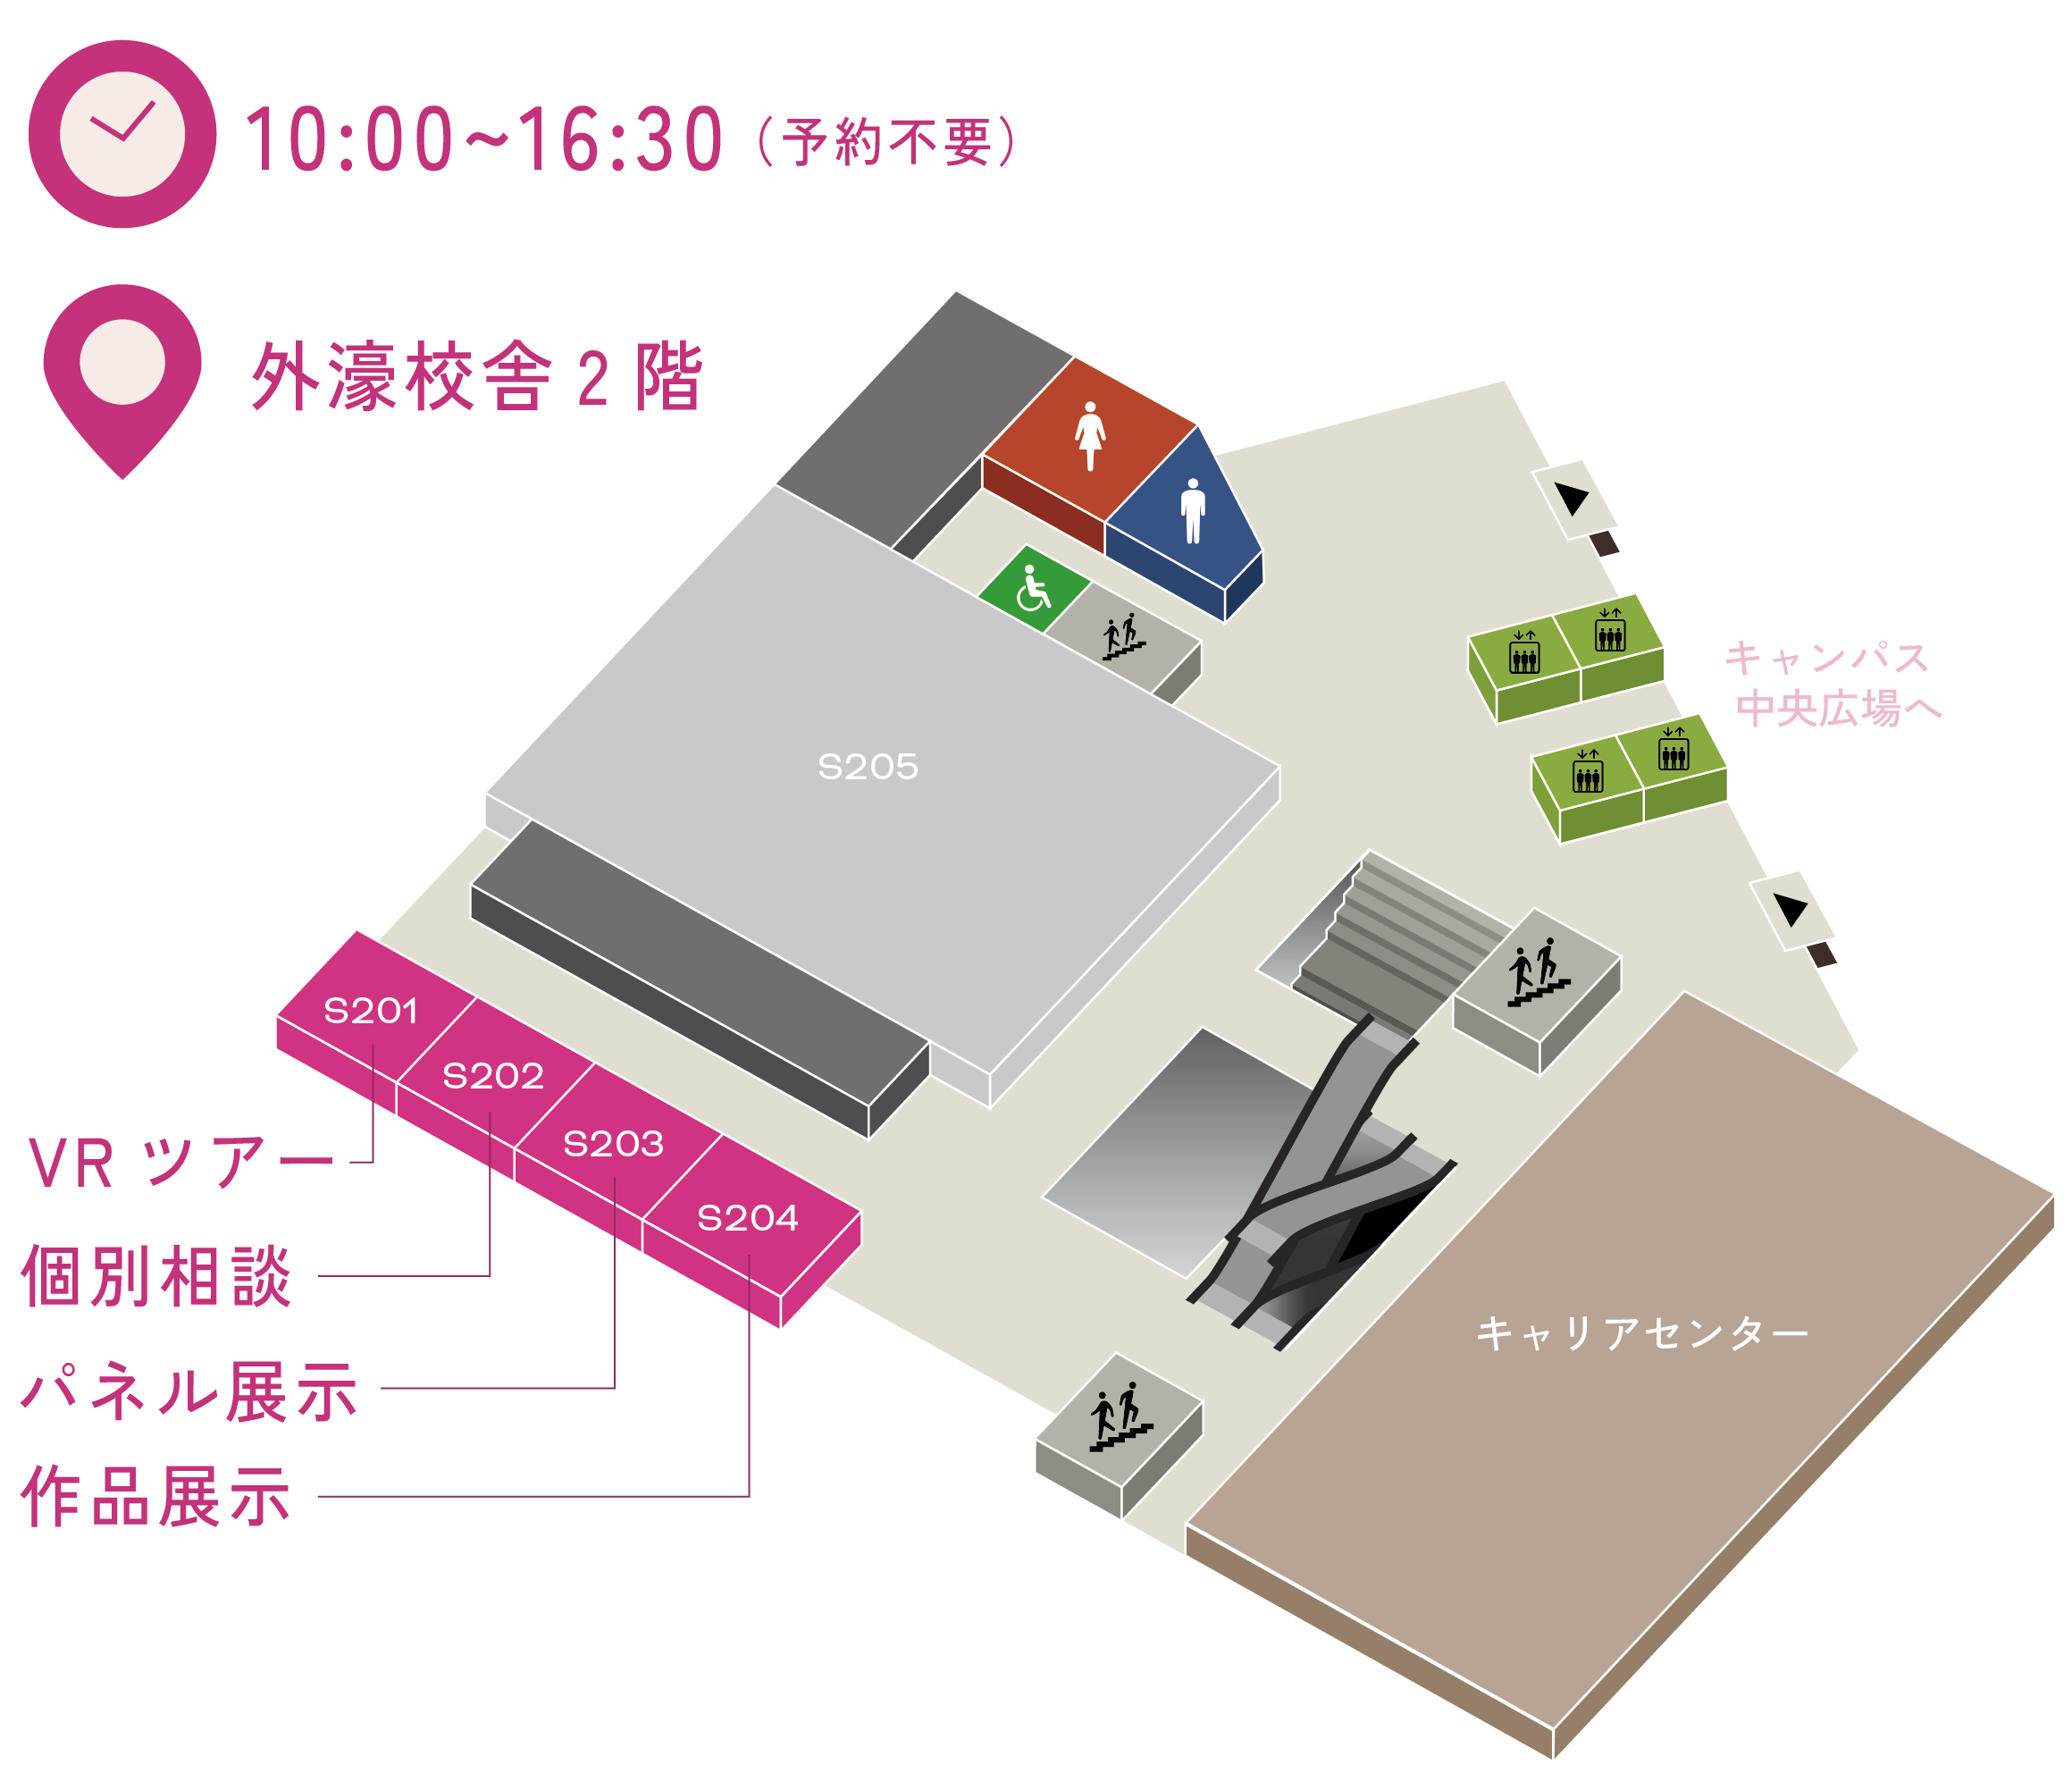 10:00~16:30（予約不要）
外濠校舎2階
キャンパス
中央広場へ
S205
S201
S202
S203
S204
VR ツアー
個別相談
パネル展示
作品展示
キャリアセンター